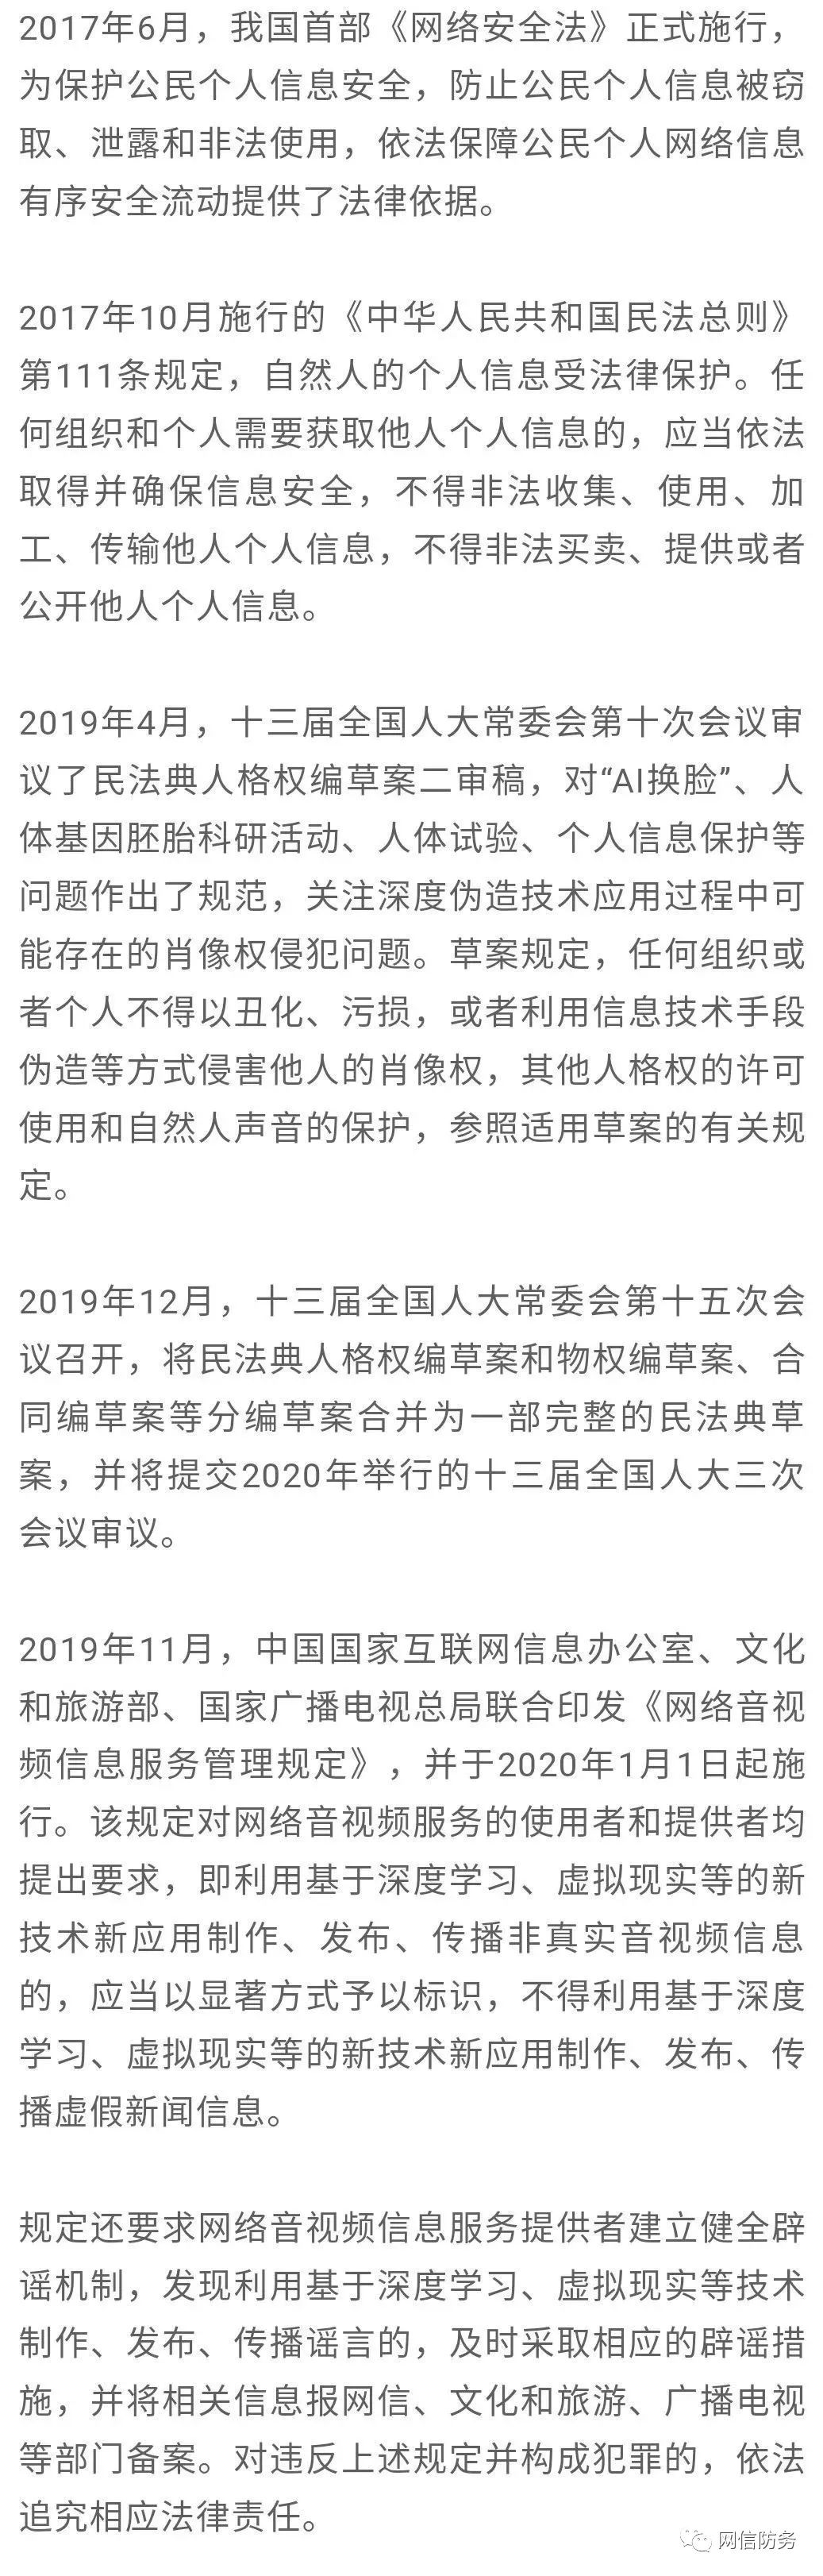 2017年6月，我国首部《网络安全法》正式施行，
为保护公民个人信息安全，防止公民个人信息被窃
取、泄露和非法使用，依法保障公民个人网络信息
有序安全流动提供了法律依据。
2017年10月施行的《中华人民共和国民法总则》
第111条规定，自然人的个人信息受法律保护。任
何组织和个人需要获取他人个人信息的，应当依法
取得并确保信息安全，不得非法收集、使用、加
工、传输他人个人信息，不得非法买卖、提供或者
公开他人个人信息。
2019年4月，十三届全国人大常委会第十次会议审
议了民法典人格权编草案二审稿，对“AI换脸”、人
体基因胚胎科研活动、人体试验、个人信息保护等
问题作出了规范，关注深度伪造技术应用过程中可
能存在的肖像权侵犯问题。草案规定，任何组织或
者个人不得以丑化、污损，或者利用信息技术手段
伪造等方式侵害他人的肖像权，其他人格权的许可
使用和自然人声音的保护，参照适用草案的有关规
定。
2019年12月，十三届全国人大常委会第十五次会
议召开，将民法典人格权编草案和物权编草案、合
同编草案等分编草案合并为一部完整的民法典草
案，并将提交2020年举行的十三届全国人大三次
会议审议。
2019年11月，中国国家互联网信息办公室、文化
和旅游部、国家广播电视总局联合印发《网络音视
频信息服务管理规定》，并于2020年1月1日起施
行。该规定对网络音视频服务的使用者和提供者均
提出要求，即利用基于深度学习、虚拟现实等的新
技术新应用制作、发布、传播非真实音视频信息
的，应当以显著方式予以标识，不得利用基于深度
学习、虚拟现实等的新技术新应用制作、发布、传
播虚假新闻信息。
规定还要求网络音视频信息服务提供者建立健全辟
谣机制，发现利用基于深度学习、虚拟现实等技术
制作、发布、传播谣言的，及时采取相应的辟谣措
施，并将相关信息报网信、文化和旅游、广播电视
等部门备案。对违反上述规定并构成犯罪的，依法
追究相应法律责任。
网信防务